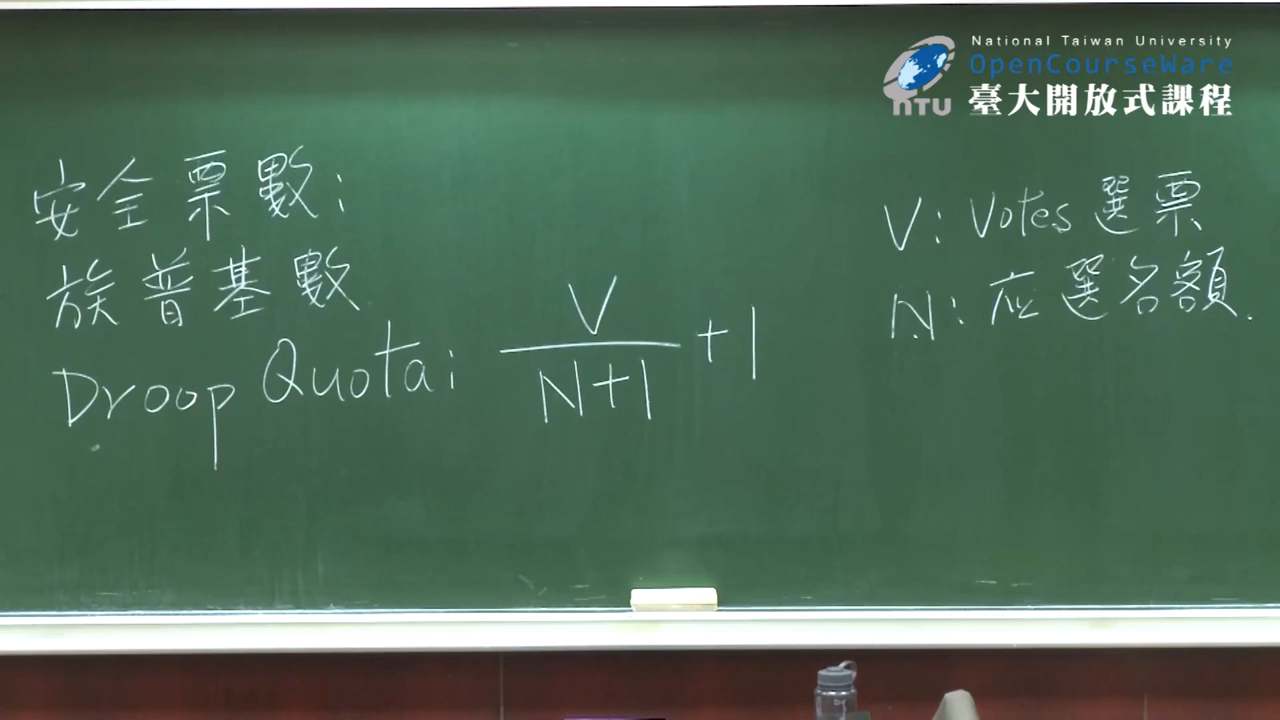 National Taiwan University
OpenCourseWare
NTU
臺大開放式課程
安全票數:
族普基數
Droop Quota: V/(N+1) +1
V: Votes 選票
N: 应選名額.